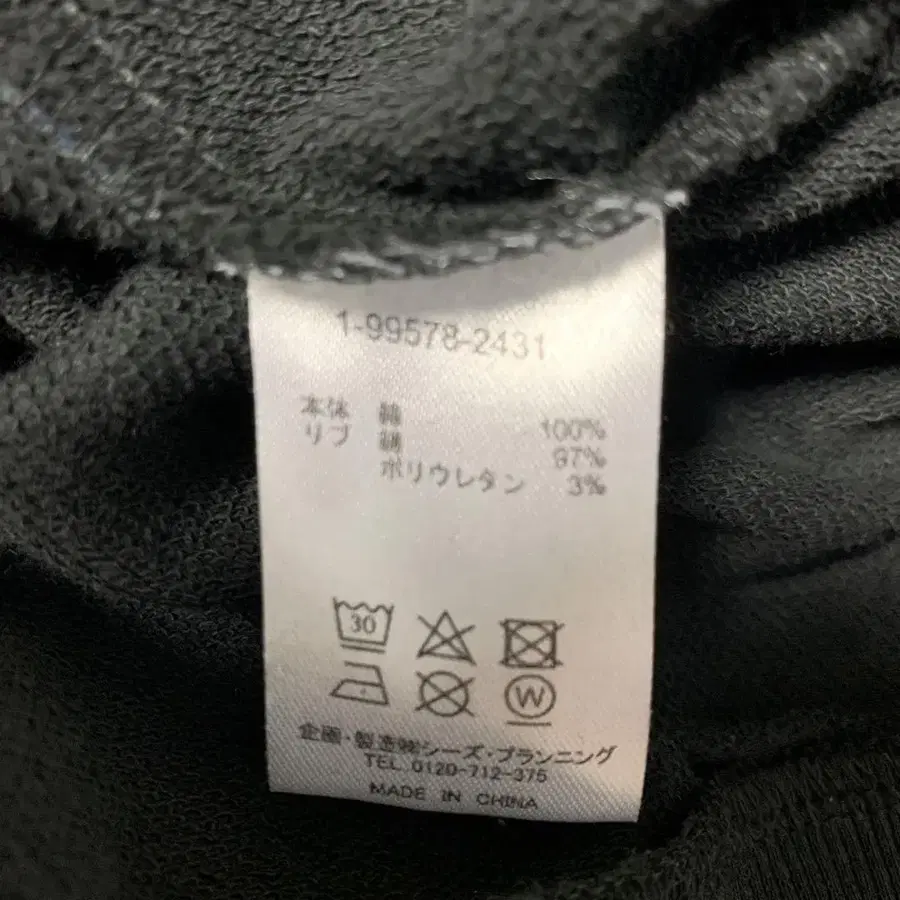 1-99578-2431
本体 綿 100%
リブ 綿 97%
ポリウレタン 3%
30
W
企画・製造㈱シーズ・プランニング
TEL 0120-712-375
MADE IN CHINA